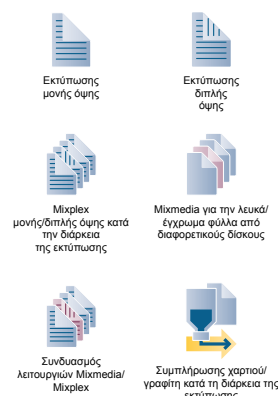 Εκτύπωσης
μονής όψης
Εκτύπωσης
διπλής
όψης
Mixplex
μονής/διπλής όψης κατά
την διάρκεια
της εκτύπωσης
Mixmedia για την λευκά/
έγχρωμα φύλλα από
διαφορετικούς δίσκους
Συνδυασμός
λειτουργιών Mixmedia/
Mixplex
Συμπλήρωσης χαρτιού/
γραφίτη κατά τη διάρκεια της
εκτύπωσης